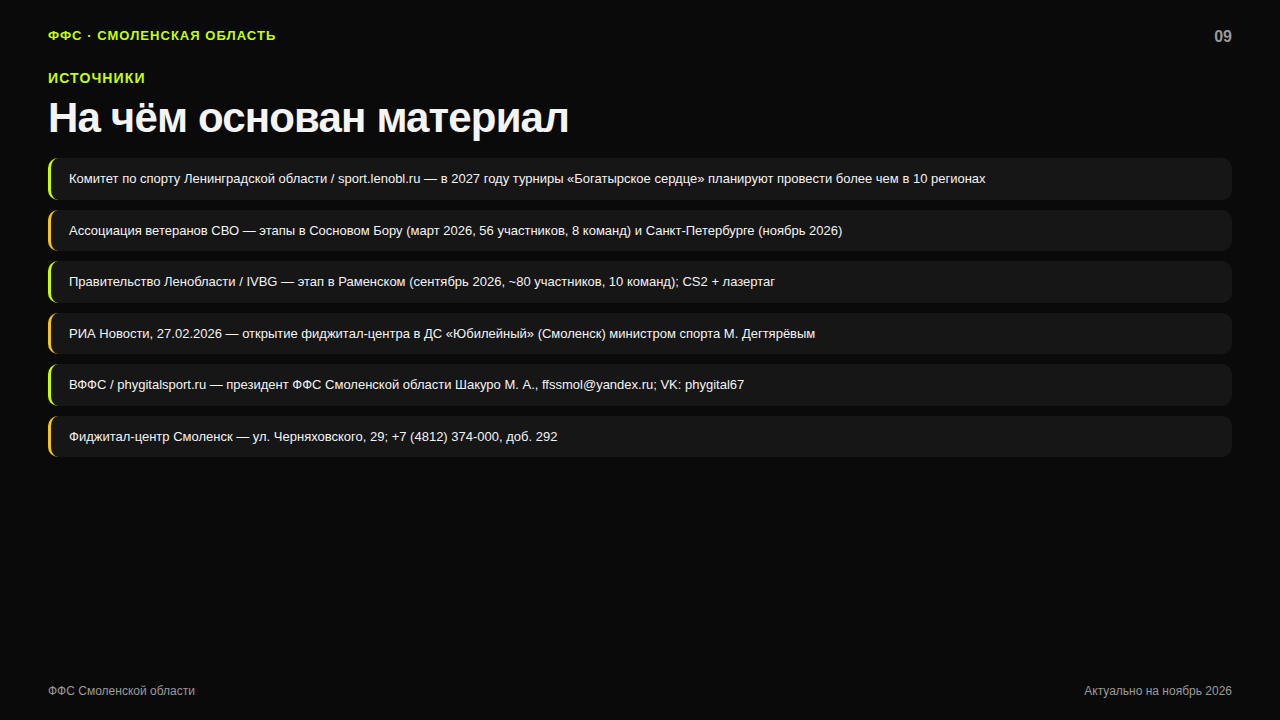 ФФС · СМОЛЕНСКАЯ ОБЛАСТЬ
09
ИСТОЧНИКИ
На чём основан материал
Комитет по спорту Ленинградской области / sport.lenobl.ru — в 2027 году турниры «Богатырское сердце» планируют провести более чем в 10 регионах
Ассоциация ветеранов СВО — этапы в Сосновом Бору (март 2026, 56 участников, 8 команд) и Санкт-Петербурге (ноябрь 2026)
Правительство Ленобласти / IVBG — этап в Раменском (сентябрь 2026, ~80 участников, 10 команд); CS2 + лазертаг
РИА Новости, 27.02.2026 — открытие фиджитал-центра в ДС «Юбилейный» (Смоленск) министром спорта М. Дегтярёвым
ВФФС / phygitalsport.ru — президент ФФС Смоленской области Шакуро М. А., ffssmol@yandex.ru; VK: phygital67
Фиджитал-центр Смоленск — ул. Черняховского, 29; +7 (4812) 374-000, доб. 292
ФФС Смоленской области
Актуально на ноябрь 2026